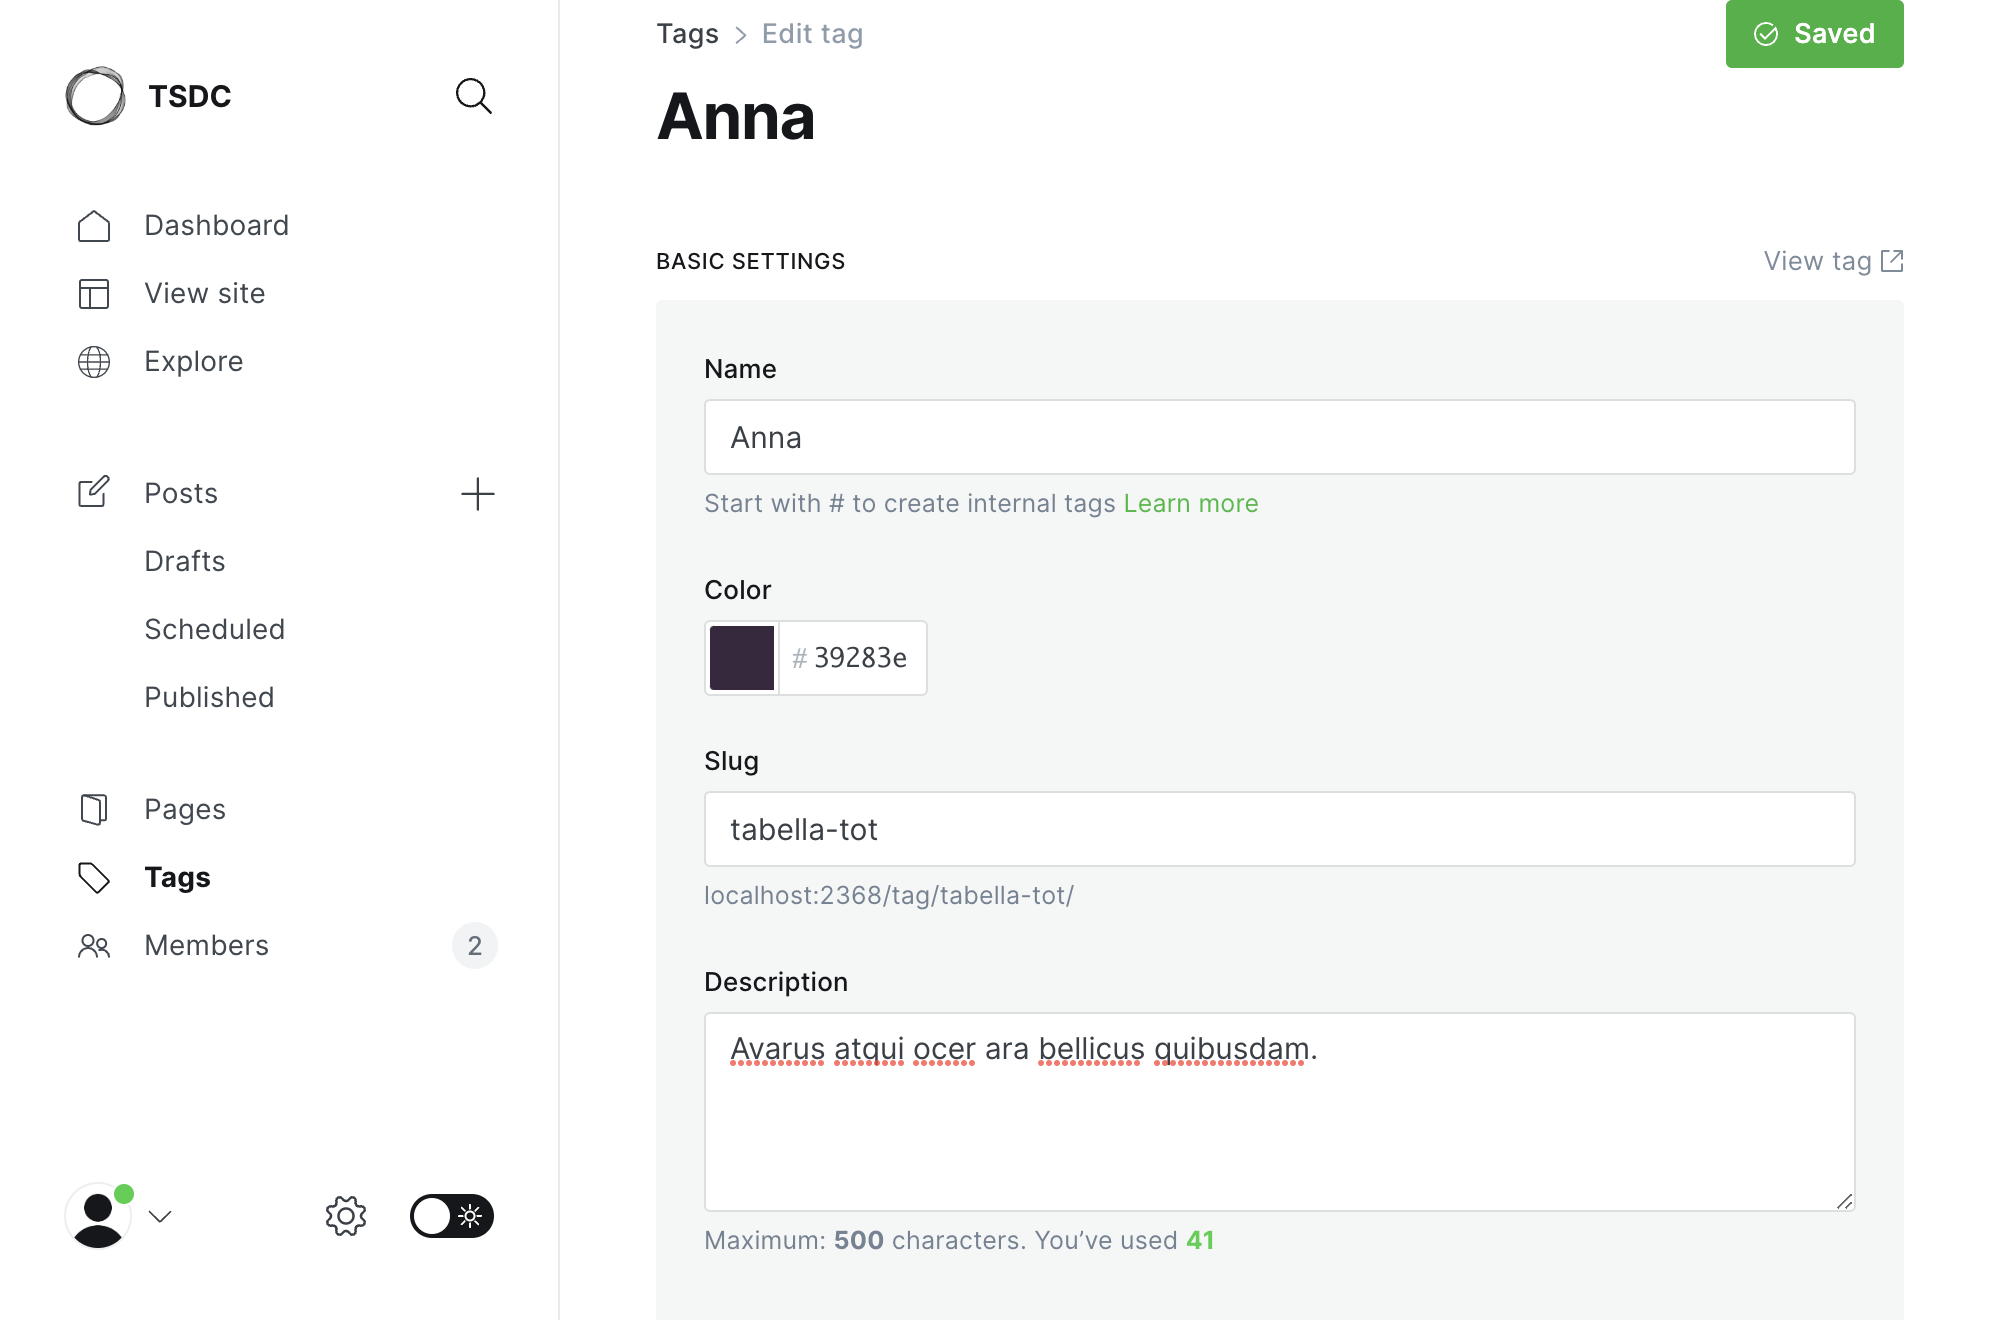 TSDC
Dashboard
View site
Explore
Posts
Drafts
Scheduled
Published
Pages
Tags
Members
2
Tags > Edit tag
Saved
Anna
BASIC SETTINGS
View tag
Name
Anna
Start with # to create internal tags Learn more
Color
# 39283e
Slug
tabella-tot
localhost:2368/tag/tabella-tot/
Description
Avarus atqui ocer ara bellicus quibusdam.
Maximum: 500 characters. You’ve used 41